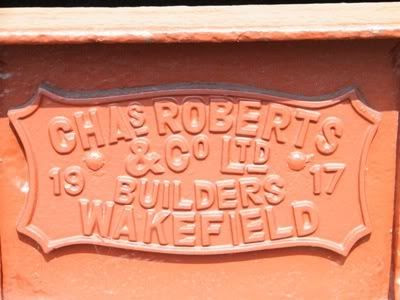 CHAS ROBERTS
& CO LTD
19 17
BUILDERS
WAKEFIELD